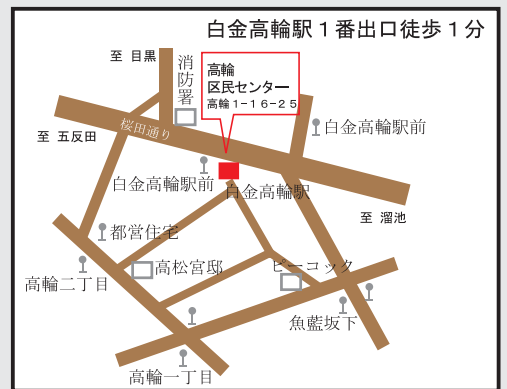 白金高輪駅１番出口徒歩１分
至 目黒
消防署
高輪
区民センター
高輪１−１６−２５
桜田通り
白金高輪駅前
至 五反田
白金高輪駅前
白金高輪駅
至 溜池
都営住宅
高松宮邸
ピーコック
高輪二丁目
魚藍坂下
高輪一丁目